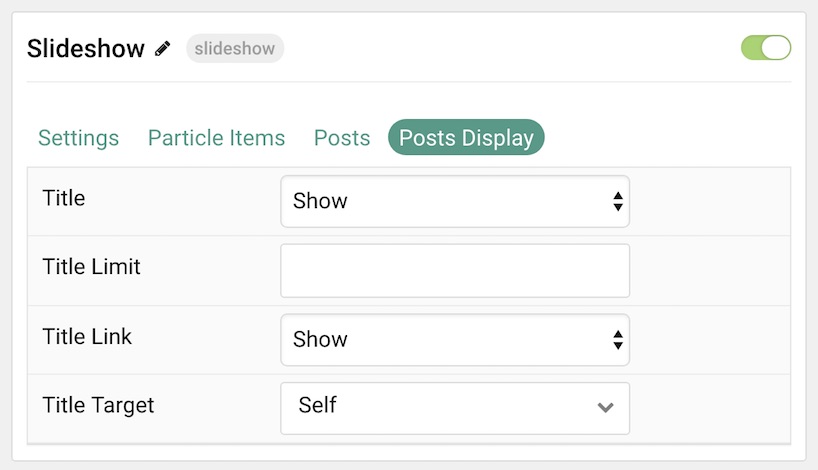 Slideshow slideshow
Settings Particle Items Posts Posts Display
Title Show
Title Limit
Title Link Show
Title Target Self